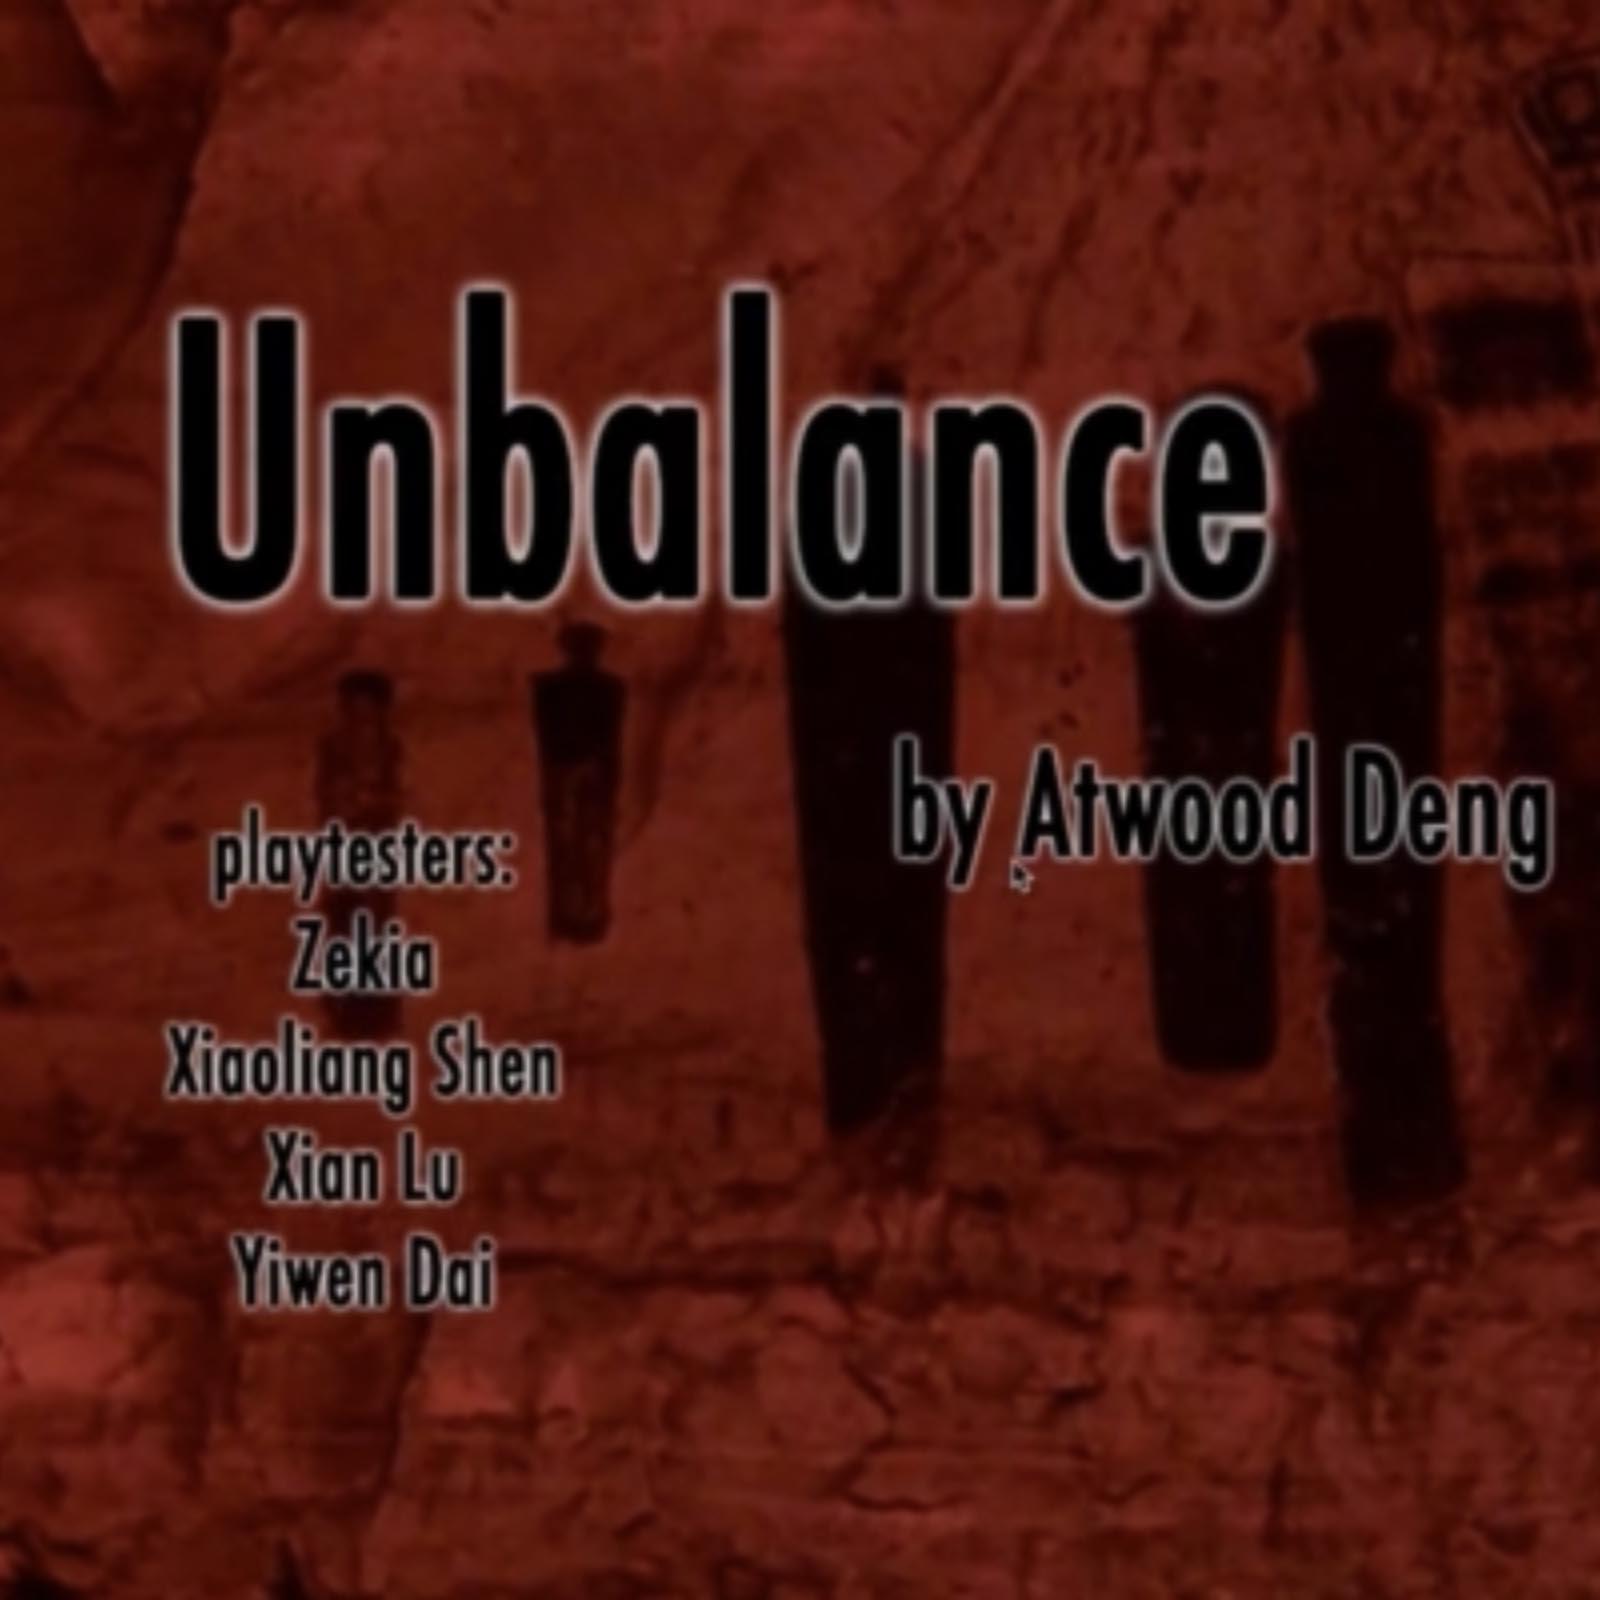 Unbalance
by Atwood Deng
playtesters:
Zekia
Xiaoliang Shen
Xian Lu
Yiwen Dai